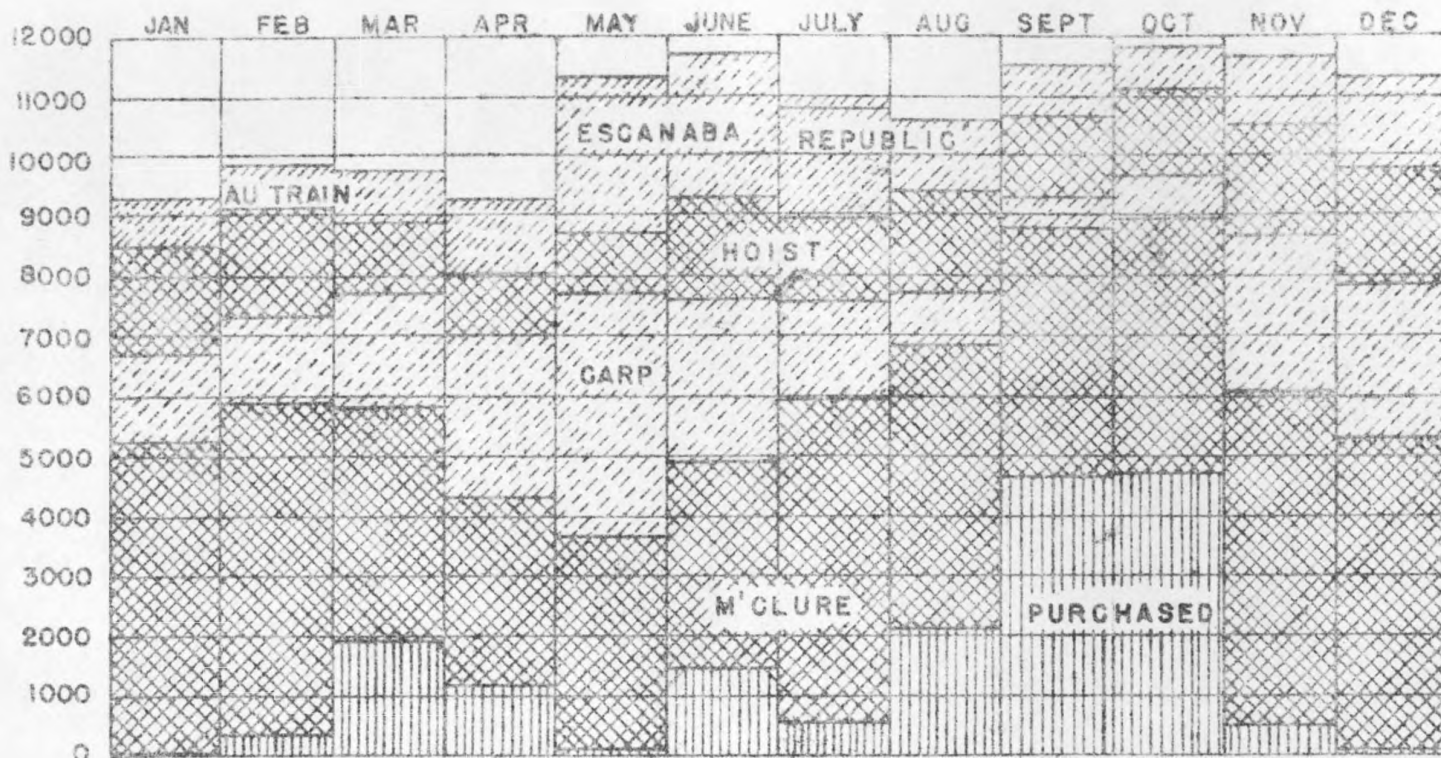 JAN FEB MAR APR MAY JUNE JULY AUG SEPT OCT NOV DEC
12000
11000
ESCANABA REPUBLIC
10000
AU TRAIN
9000
HOIST
8000
7000
CARP
6000
5000
4000
3000
M'CLURE PURCHASED
2000
1000
0